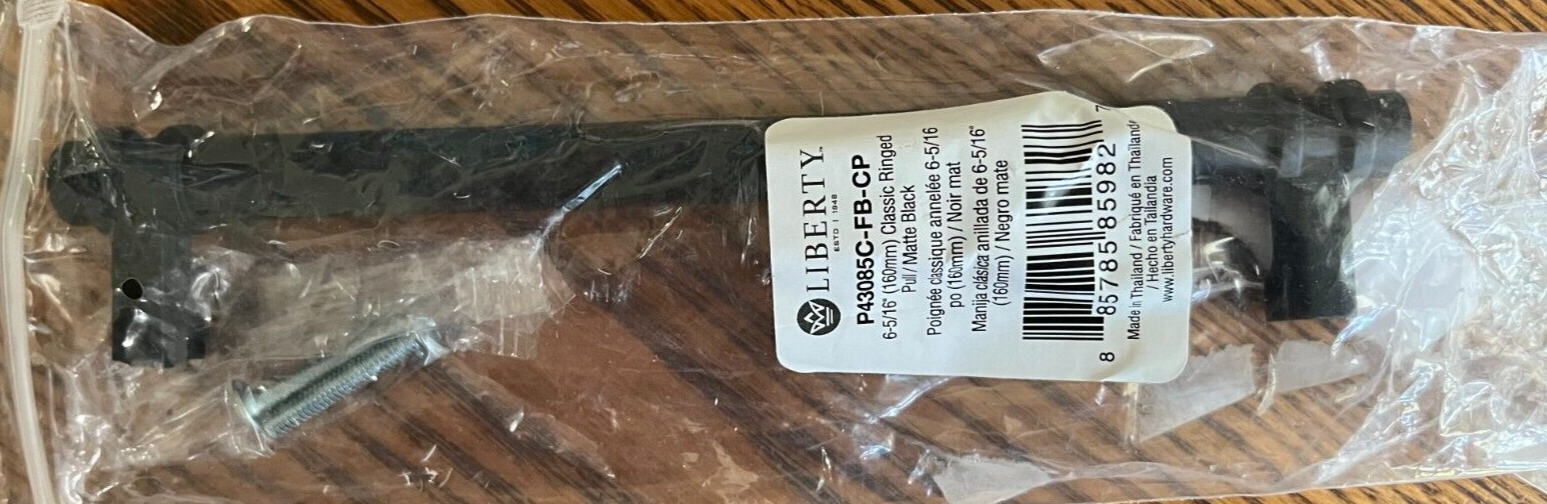 LIBERTY
ESTD | 1942
P43085C-FB-CP
6-5/16" (160mm) Classic Ringed
Pull / Matte Black
Poignée classique annelée 6-5/16
po (160mm) / Noir mat
Manija clásica anillada de 6-5/16"
(160mm) / Negro mate
8 85785 85982 7
Made in Thailand / Fabriqué en Thaïlande
/ Hecho en Tailandia
www.libertyhardware.com